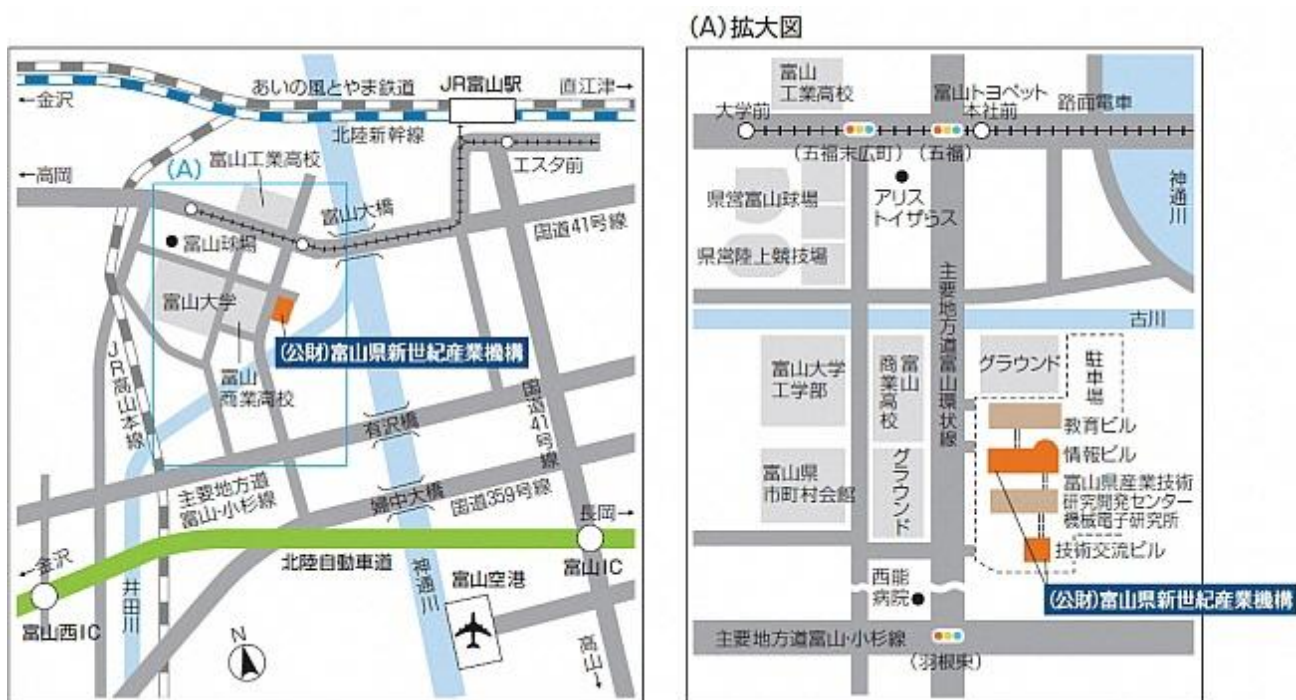 (A)拡大図
あいの風とやま鉄道
JR富山駅
直江津→
←金沢
北陸新幹線
(A)
富山工業高校
エスタ前
←高岡
富山大橋
国道41号線
富山球場
富山大学
(公財)富山県新世紀産業機構
JR高山本線
富山
商業高校
有沢橋
国道41号線
主要地方道
富山・小杉線
婦中大橋
国道359号線
長岡→
←金沢
北陸自動車道
富山IC
井田川
神通川
富山空港
富山西IC
N
高山→
富山
工業高校
大学前
富山トヨペット
本社前
路面電車
(五福末広町)
(五福)
県営富山球場
アリス
トイザらス
神通川
県営陸上競技場
主要地方道富山環状線
古川
富山大学
工学部
富山
商業高校
グラウンド
駐車場
教育ビル
情報ビル
富山県
市町村会館
グラウンド
富山県産業技術
研究開発センター
機械電子研究所
技術交流ビル
西能
病院
(公財)富山県新世紀産業機構
主要地方道富山・小杉線
(羽根東)